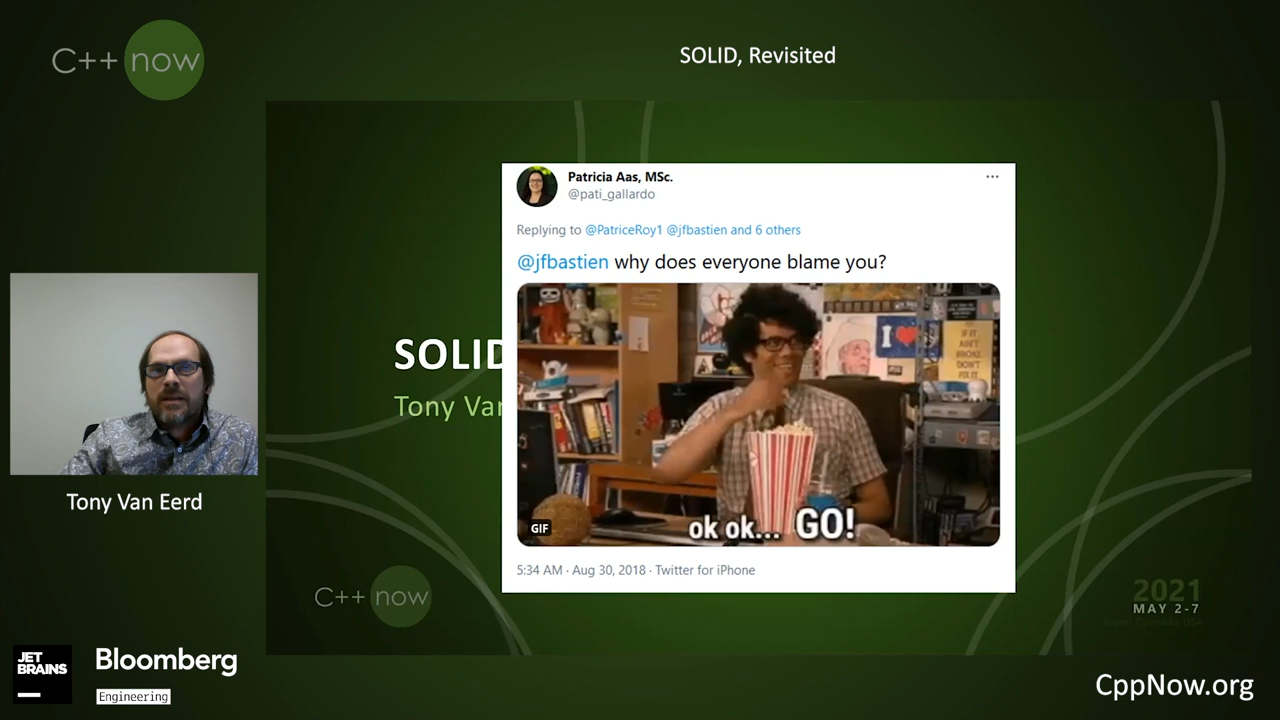 C++ now
SOLID, Revisited
Patricia Aas, MSc.
@pati_gallardo
Replying to @PatriceRoy1 @jfbastien and 6 others
@jfbastien why does everyone blame you?
I
IF IT
AIN'T
BROKE
DON'T
FIX IT
ok ok... GO!
GIF
5:34 AM · Aug 30, 2018 · Twitter for iPhone
SOLID
Tony Van
Tony Van Eerd
C++ now
2021
MAY 2-7
JET
BRAINS
Bloomberg
Engineering
CppNow.org